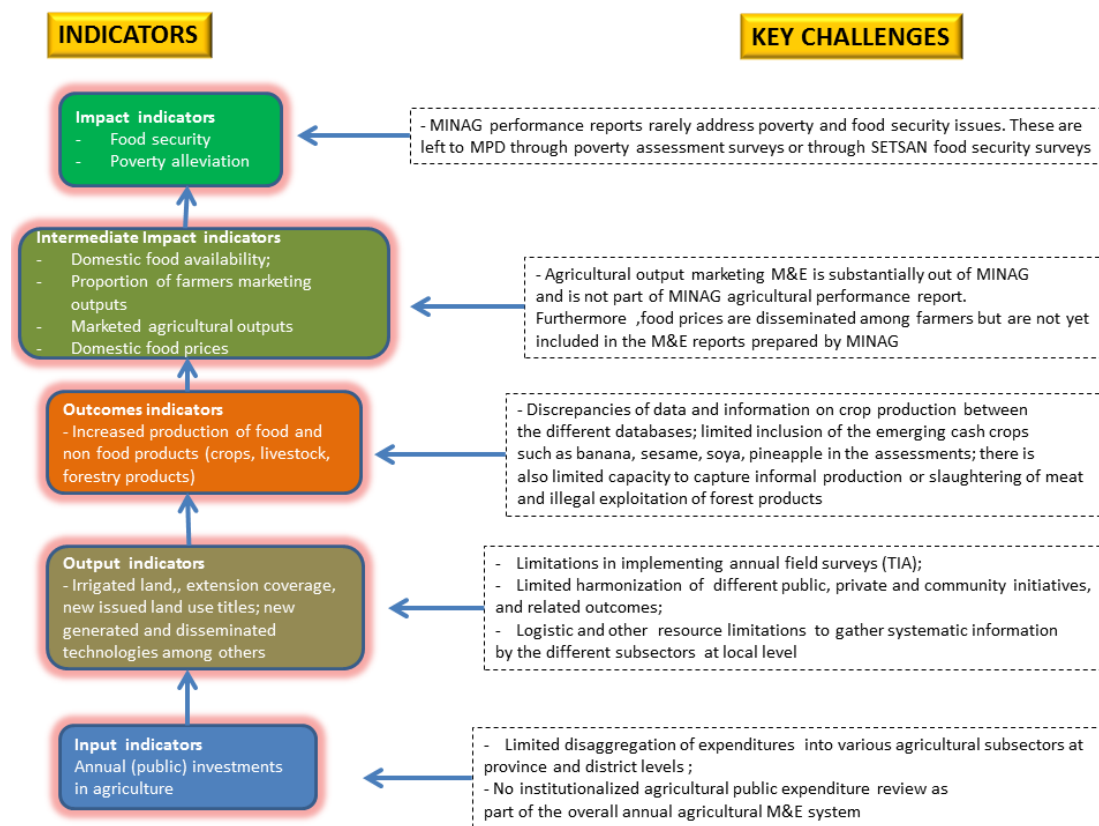 INDICATORS
KEY CHALLENGES
Impact indicators
- Food security
- Poverty alleviation
- MINAG performance reports rarely address poverty and food security issues. These are
left to MPD through poverty assessment surveys or through SETSAN food security surveys
Intermediate Impact indicators
- Domestic food availability;
- Proportion of farmers marketing
outputs
- Marketed agricultural outputs
- Domestic food prices
- Agricultural output marketing M&E is substantially out of MINAG
and is not part of MINAG agricultural performance report.
Furthermore ,food prices are disseminated among farmers but are not yet
included in the M&E reports prepared by MINAG
Outcomes indicators
- Increased production of food and
non food products (crops, livestock,
forestry products)
- Discrepancies of data and information on crop production between
the different databases; limited inclusion of the emerging cash crops
such as banana, sesame, soya, pineapple in the assessments; there is
also limited capacity to capture informal production or slaughtering of meat
and illegal exploitation of forest products
Output indicators
- Irrigated land,, extension coverage,
new issued land use titles; new
generated and disseminated
technologies among others
- Limitations in implementing annual field surveys (TIA);
- Limited harmonization of different public, private and community initiatives,
and related outcomes;
- Logistic and other resource limitations to gather systematic information
by the different subsectors at local level
Input indicators
Annual (public) investments
in agriculture
- Limited disaggregation of expenditures into various agricultural subsectors at
province and district levels ;
- No institutionalized agricultural public expenditure review as
part of the overall annual agricultural M&E system